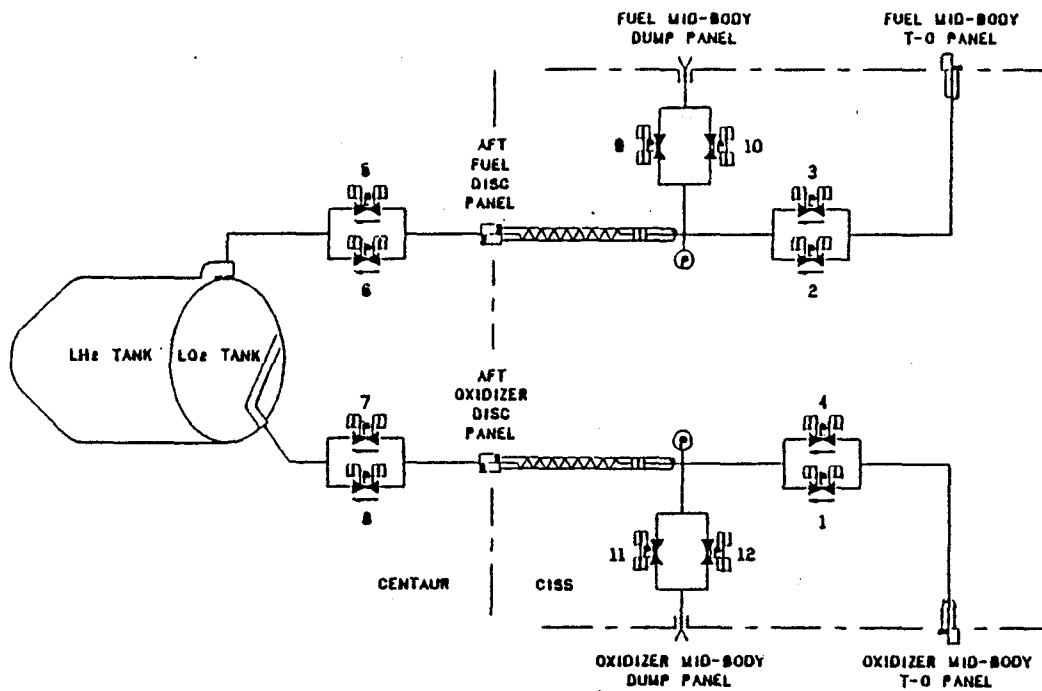 FUEL MID-BODY
DUMP PANEL
FUEL MID-BODY
T-0 PANEL
AFT
FUEL
DISC
PANEL
9
10
5
3
6
2
LH2 TANK
LO2 TANK
AFT
OXIDIZER
DISC
PANEL
7
4
8
1
11
12
CENTAUR
CISS
OXIDIZER MID-BODY
DUMP PANEL
OXIDIZER MID-BODY
T-0 PANEL